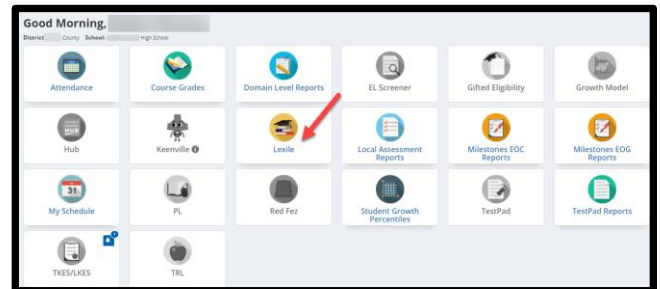 Good Morning,
District: County School: High School
Attendance
Course Grades
Domain Level Reports
EL Screener
Gifted Eligibility
Growth Model
HUB
Hub
Keenville
Lexile
Local Assessment
Reports
Milestones EOC
Reports
Milestones EOG
Reports
31
My Schedule
PL
Red Fez
Student Growth
Percentiles
TestPad
TestPad Reports
TKES/LKES
TRL